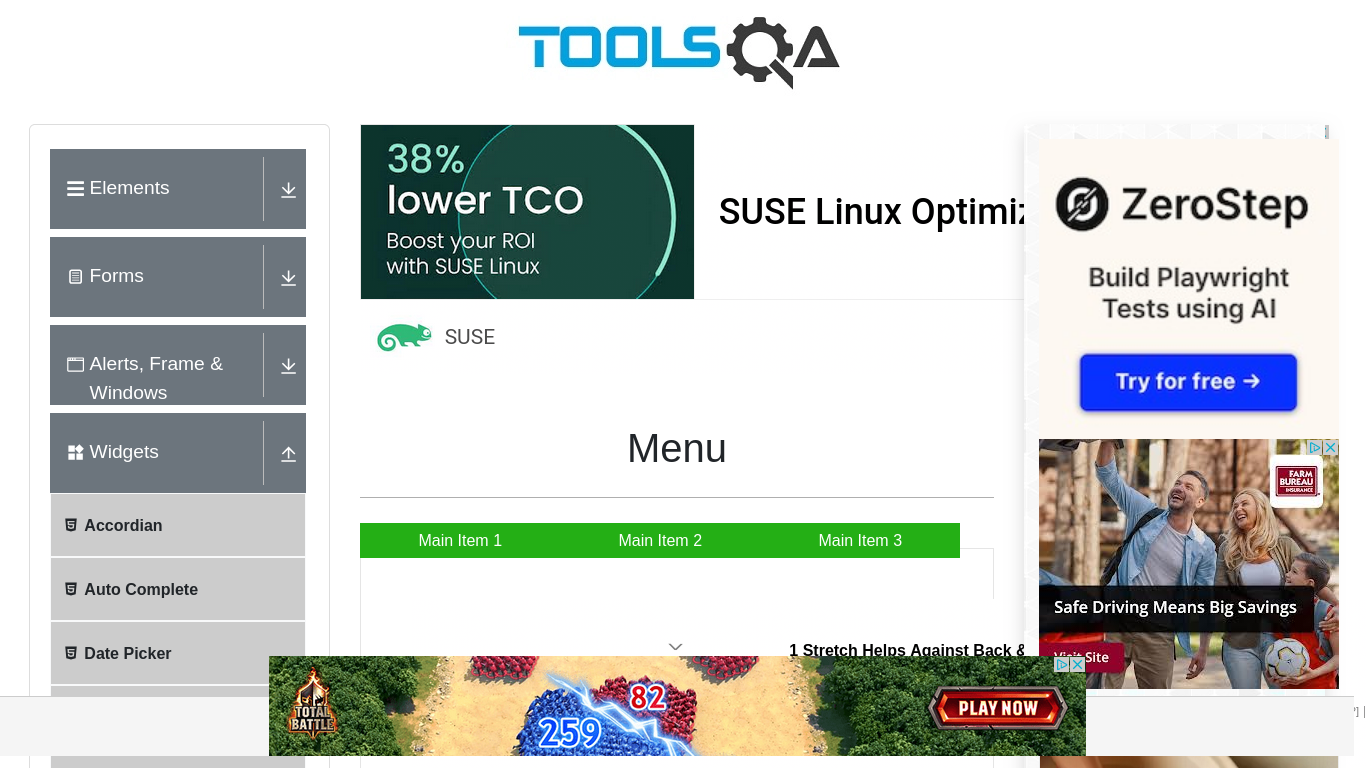 TOOLSQA
Elements
Forms
Alerts, Frame &
Windows
Widgets
Accordian
Auto Complete
Date Picker
38%
lower TCO
Boost your ROI
with SUSE Linux
SUSE Linux Optimiz
SUSE
Menu
Main Item 1
Main Item 2
Main Item 3
1 Stretch Helps Against Back &
ZeroStep
Build Playwright
Tests using AI
Try for free →
FARM
BUREAU
INSURANCE
Safe Driving Means Big Savings
Visit Site
TOTAL
BATTLE
259
82
PLAY NOW